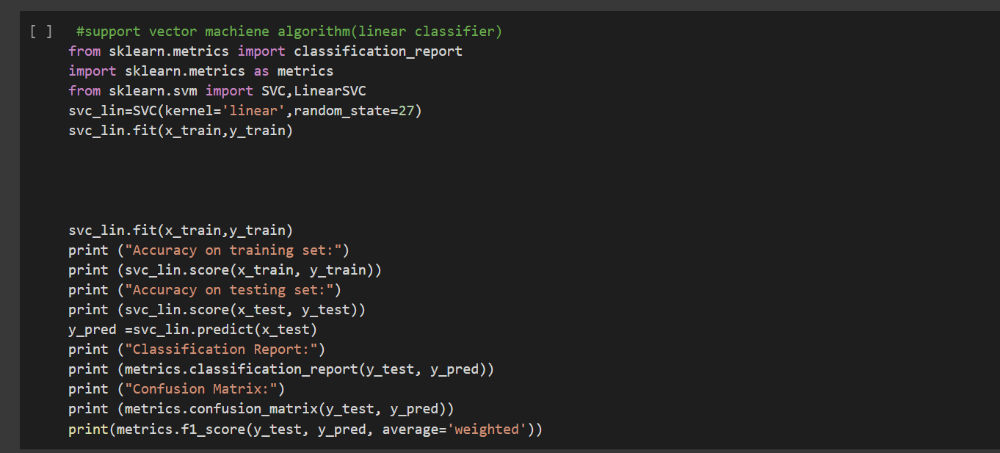 [ ] #support vector machiene algorithm(linear classifier)
from sklearn.metrics import classification_report
import sklearn.metrics as metrics
from sklearn.svm import SVC,LinearSVC
svc_lin=SVC(kernel='linear',random_state=27)
svc_lin.fit(x_train,y_train)
svc_lin.fit(x_train,y_train)
print ("Accuracy on training set:")
print (svc_lin.score(x_train, y_train))
print ("Accuracy on testing set:")
print (svc_lin.score(x_test, y_test))
y_pred =svc_lin.predict(x_test)
print ("Classification Report:")
print (metrics.classification_report(y_test, y_pred))
print ("Confusion Matrix:")
print (metrics.confusion_matrix(y_test, y_pred))
print(metrics.f1_score(y_test, y_pred, average='weighted'))